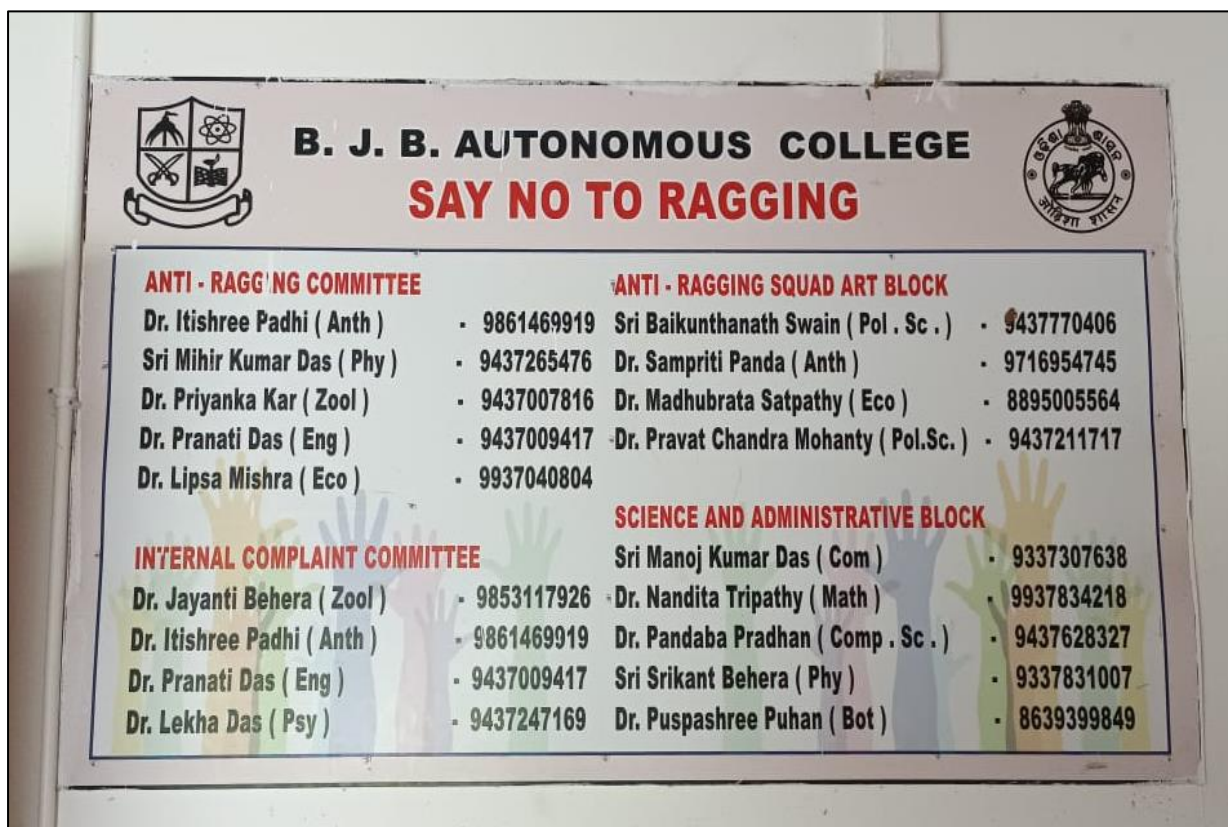 B. J. B. AUTONOMOUS COLLEGE
SAY NO TO RAGGING
ଓଡ଼ିଶା ଶାସନ
ओड़िशा शासन
ANTI - RAGGING COMMITTEE
Dr. Itishree Padhi ( Anth ) - 9861469919
Sri Mihir Kumar Das ( Phy ) - 9437265476
Dr. Priyanka Kar ( Zool ) - 9437007816
Dr. Pranati Das ( Eng ) - 9437009417
Dr. Lipsa Mishra ( Eco ) - 9937040804
INTERNAL COMPLAINT COMMITTEE
Dr. Jayanti Behera ( Zool ) - 9853117926
Dr. Itishree Padhi ( Anth ) - 9861469919
Dr. Pranati Das ( Eng ) - 9437009417
Dr. Lekha Das ( Psy ) - 9437247169
ANTI - RAGGING SQUAD ART BLOCK
Sri Baikunthanath Swain ( Pol . Sc . ) - 9437770406
Dr. Sampriti Panda ( Anth ) - 9716954745
Dr. Madhubrata Satpathy ( Eco ) - 8895005564
Dr. Pravat Chandra Mohanty ( Pol.Sc. ) - 9437211717
SCIENCE AND ADMINISTRATIVE BLOCK
Sri Manoj Kumar Das ( Com ) - 9337307638
Dr. Nandita Tripathy ( Math ) - 9937834218
Dr. Pandaba Pradhan ( Comp . Sc . ) - 9437628327
Sri Srikant Behera ( Phy ) - 9337831007
Dr. Puspashree Puhan ( Bot ) - 8639399849